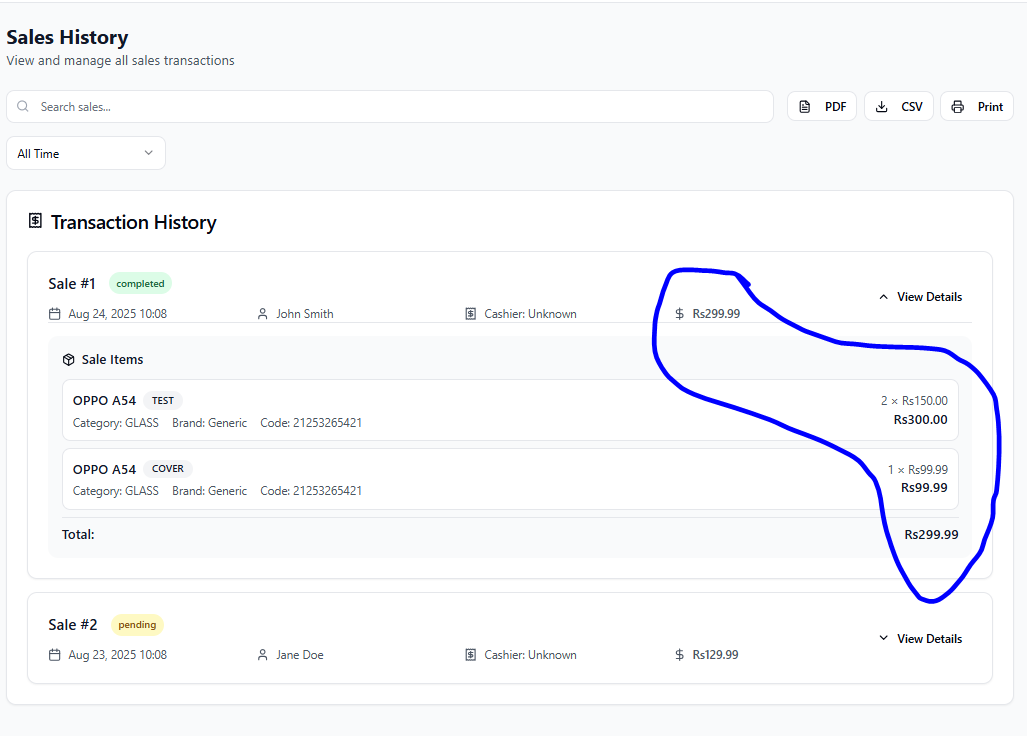 Sales History
View and manage all sales transactions
Search sales...
PDF
CSV
Print
All Time
Transaction History
Sale #1 completed
View Details
Aug 24, 2025 10:08 John Smith Cashier: Unknown $ Rs299.99
Sale Items
OPPO A54 TEST 2 × Rs150.00
Category: GLASS Brand: Generic Code: 21253265421 Rs300.00
OPPO A54 COVER 1 × Rs99.99
Category: GLASS Brand: Generic Code: 21253265421 Rs99.99
Total: Rs299.99
Sale #2 pending
View Details
Aug 23, 2025 10:08 Jane Doe Cashier: Unknown $ Rs129.99